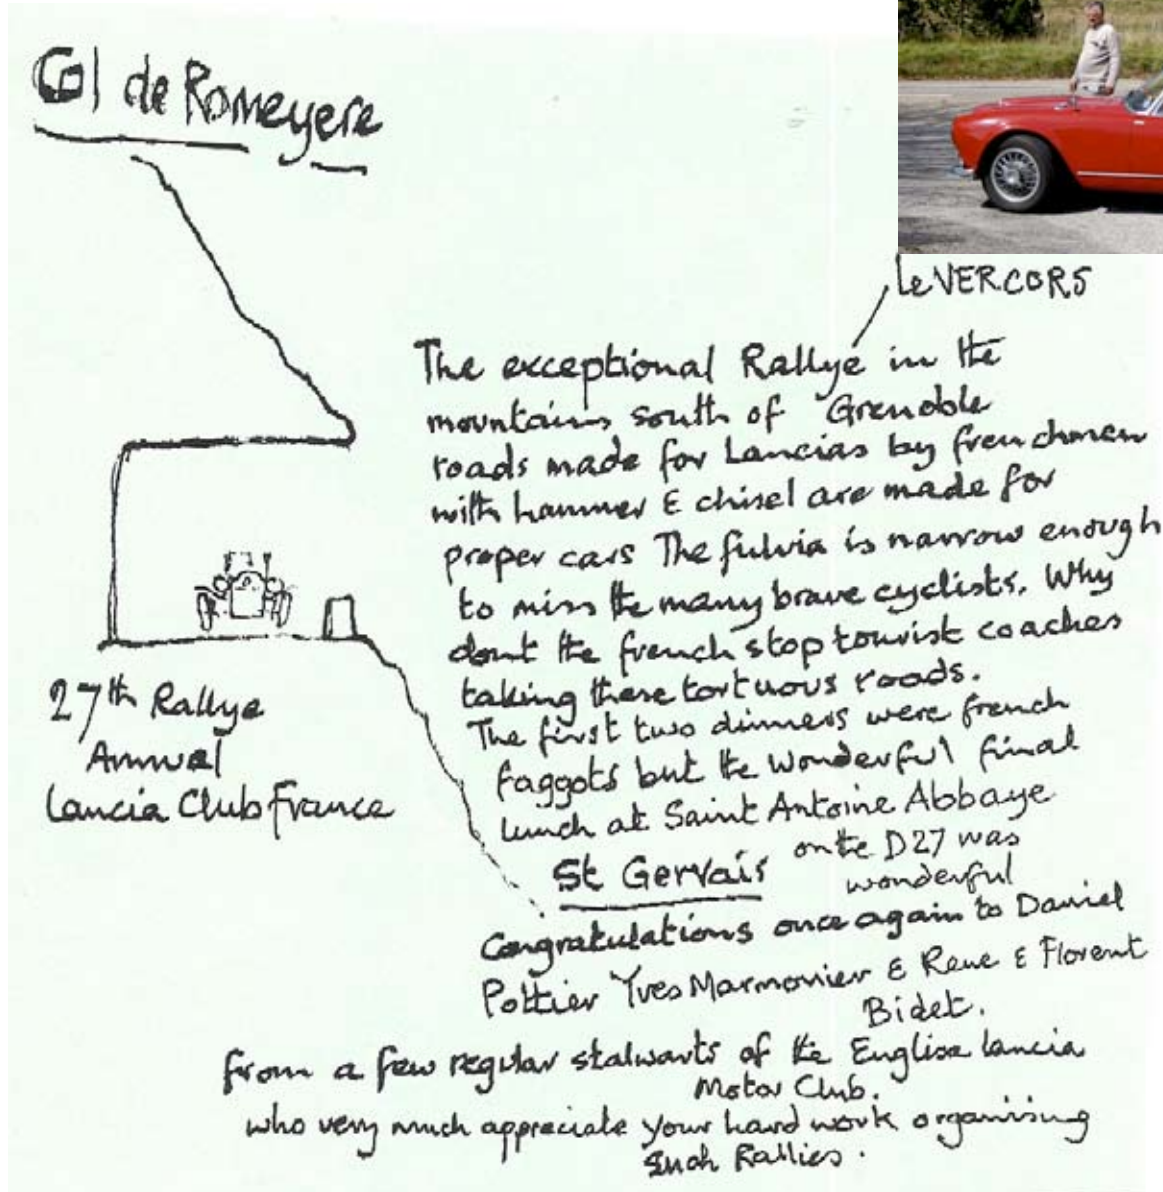 Col de Romeyere
le VERCORS
The exceptional Rallye in the
mountains south of Grenoble
roads made for Lancias by frenchmen
with hammer & chisel are made for
proper cars The fulvia is narrow enough
to miss the many brave cyclists. Why
dont the french stop tourist coaches
taking these tortuous roads.
27th Rallye
Annual
Lancia Club France
The first two dinners were french
faggots but the wonderful final
lunch at Saint Antoine Abbaye
on the D27 was
wonderful
St Gervais
Congratulations once again to Daniel
Pottier Yves Marmonier & Rene & Florent
Bidet.
from a few regular stalwarts of the English Lancia
Motor Club.
who very much appreciate your hard work organising
such Rallies.